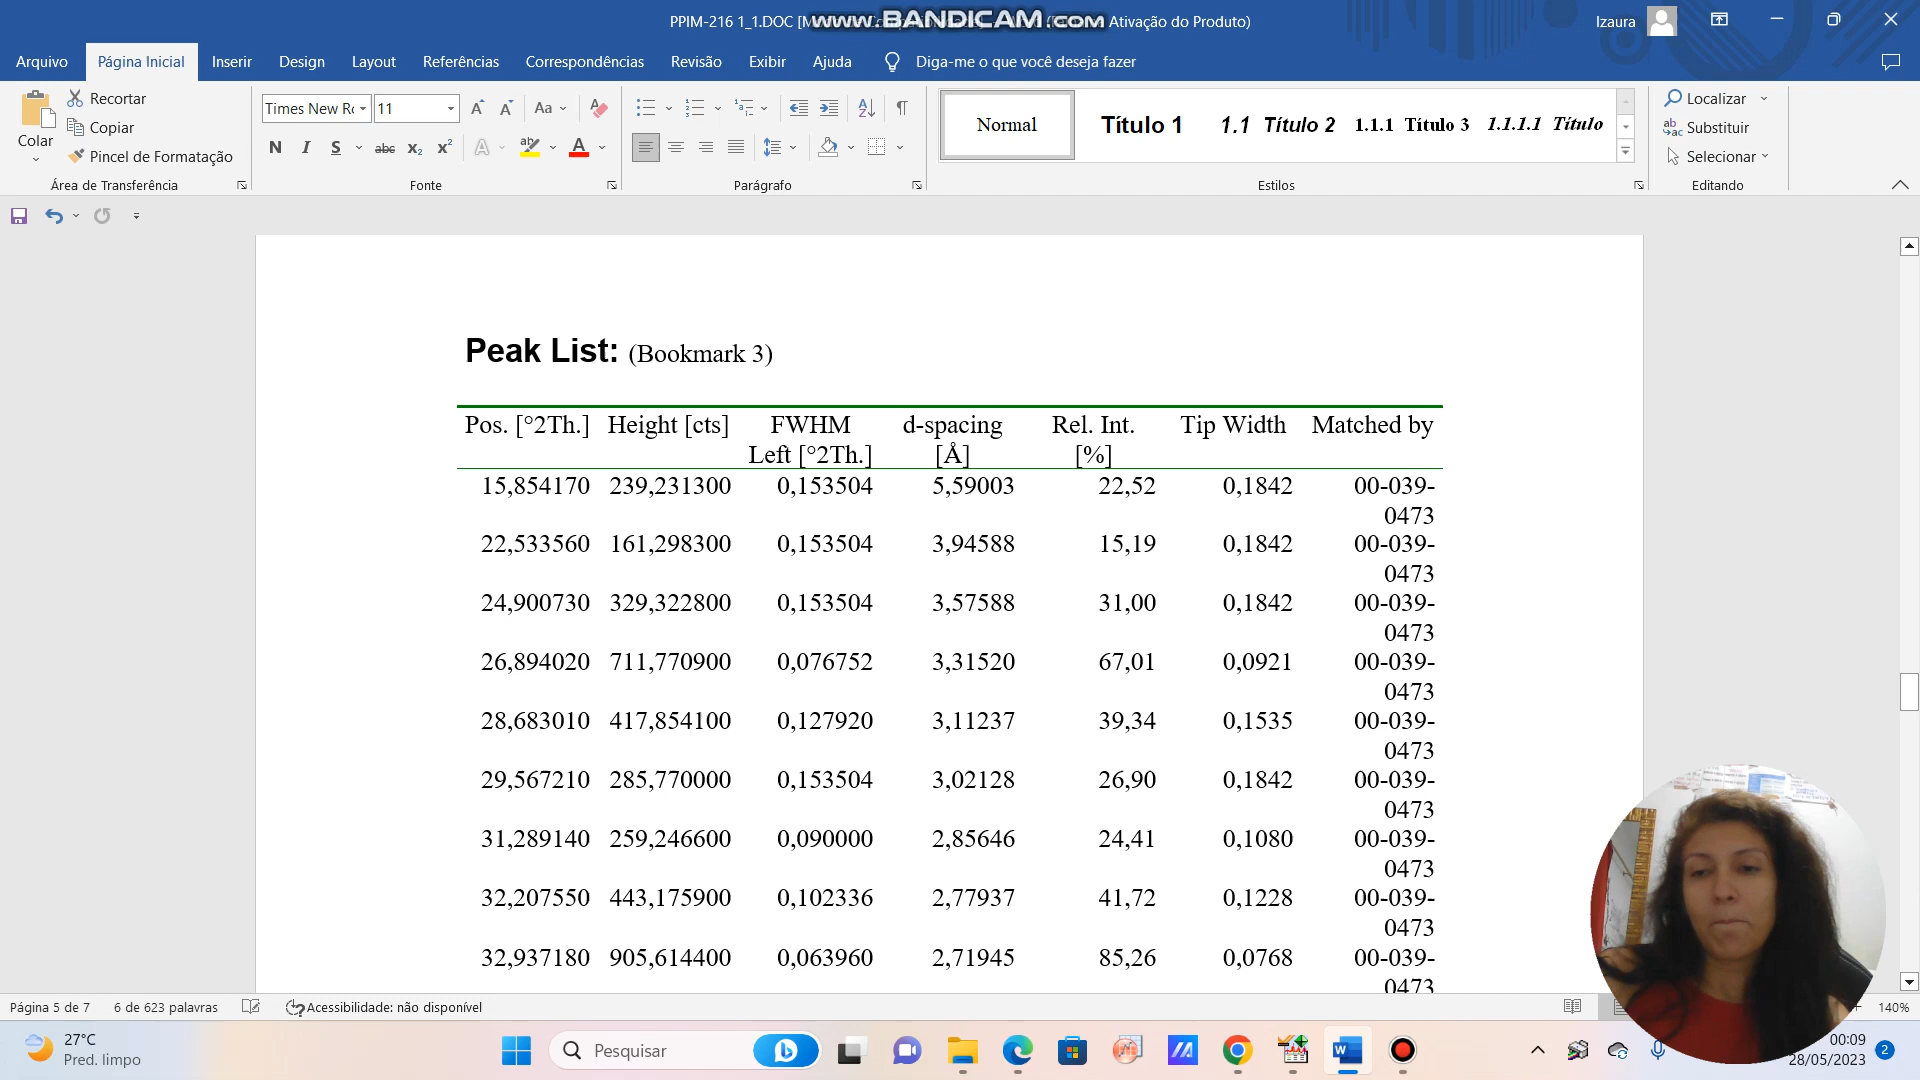 PPIM-216 1_1.DOC
www.BANDICAM.com
Ativação do Produto)
Izaura
Arquivo
Página Inicial
Inserir
Design
Layout
Referências
Correspondências
Revisão
Exibir
Ajuda
Diga-me o que você deseja fazer
Colar
Recortar
Copiar
Pincel de Formatação
Área de Transferência
11
Aa
N I S abc x₂ x² A ab A
Fonte
Parágrafo
Normal
Título 1
1.1 Título 2
1.1.1 Título 3
1.1.1.1 Título
Estilos
Localizar
Substituir
Selecionar
Editando
Peak List: (Bookmark 3)
Pos. [°2Th.] Height [cts] FWHM d-spacing Rel. Int. Tip Width Matched by
Left [°2Th.] [Å] [%]
15,854170 239,231300 0,153504 5,59003 22,52 0,1842 00-039-
0473
22,533560 161,298300 0,153504 3,94588 15,19 0,1842 00-039-
0473
24,900730 329,322800 0,153504 3,57588 31,00 0,1842 00-039-
0473
26,894020 711,770900 0,076752 3,31520 67,01 0,0921 00-039-
0473
28,683010 417,854100 0,127920 3,11237 39,34 0,1535 00-039-
0473
29,567210 285,770000 0,153504 3,02128 26,90 0,1842 00-039-
0473
31,289140 259,246600 0,090000 2,85646 24,41 0,1080 00-039-
0473
32,207550 443,175900 0,102336 2,77937 41,72 0,1228 00-039-
0473
32,937180 905,614400 0,063960 2,71945 85,26 0,0768 00-039-
0473
Página 5 de 7
6 de 623 palavras
Acessibilidade: não disponível
140%
27°C
Pred. limpo
Pesquisar
00:09
28/05/2023
2